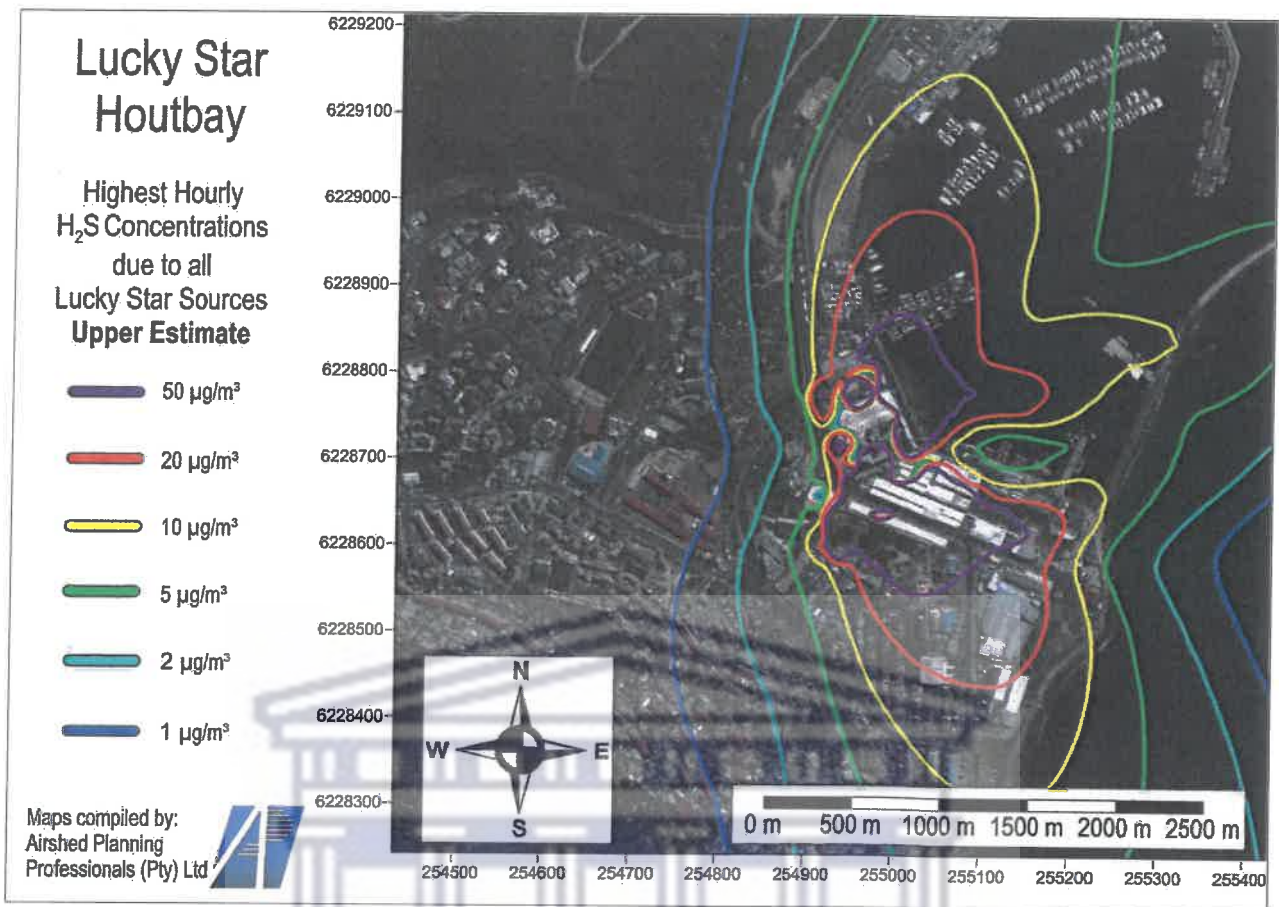 Lucky Star
Houtbay
Highest Hourly
H₂S Concentrations
due to all
Lucky Star Sources
Upper Estimate
50 µg/m³
20 µg/m³
10 µg/m³
5 µg/m³
2 µg/m³
1 µg/m³
Maps compiled by:
Airshed Planning
Professionals (Pty) Ltd
6229200
6229100
6229000
6228900
6228800
6228700
6228600
6228500
6228400
6228300
N
W E
S
0 m 500 m 1000 m 1500 m 2000 m 2500 m
254500 254600 254700 254800 254900 255000 255100 255200 255300 255400